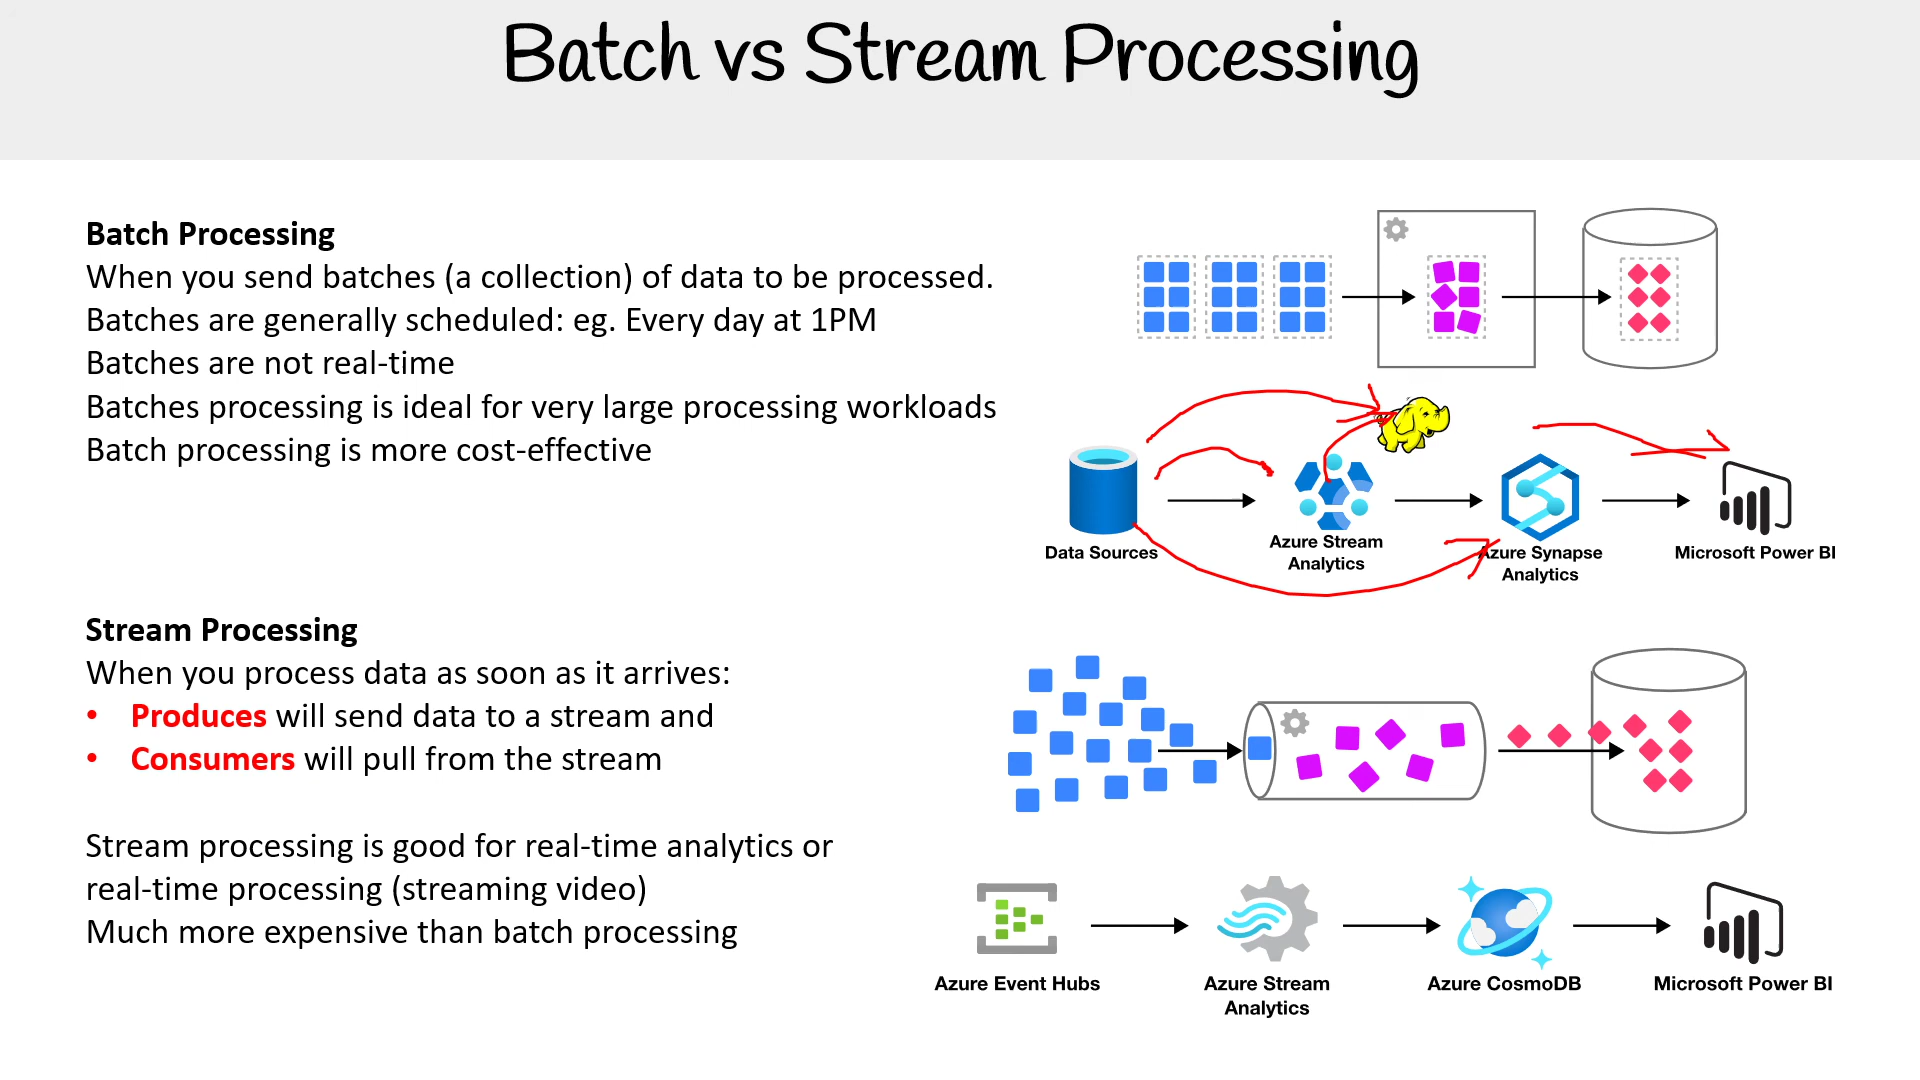 Batch vs Stream Processing
Batch Processing
When you send batches (a collection) of data to be processed.
Batches are generally scheduled: eg. Every day at 1PM
Batches are not real-time
Batches processing is ideal for very large processing workloads
Batch processing is more cost-effective
Data Sources
Azure Stream
Analytics
Azure Synapse
Analytics
Microsoft Power BI
Stream Processing
When you process data as soon as it arrives:
• Produces will send data to a stream and
• Consumers will pull from the stream
Stream processing is good for real-time analytics or
real-time processing (streaming video)
Much more expensive than batch processing
Azure Event Hubs
Azure Stream
Analytics
Azure CosmoDB
Microsoft Power BI